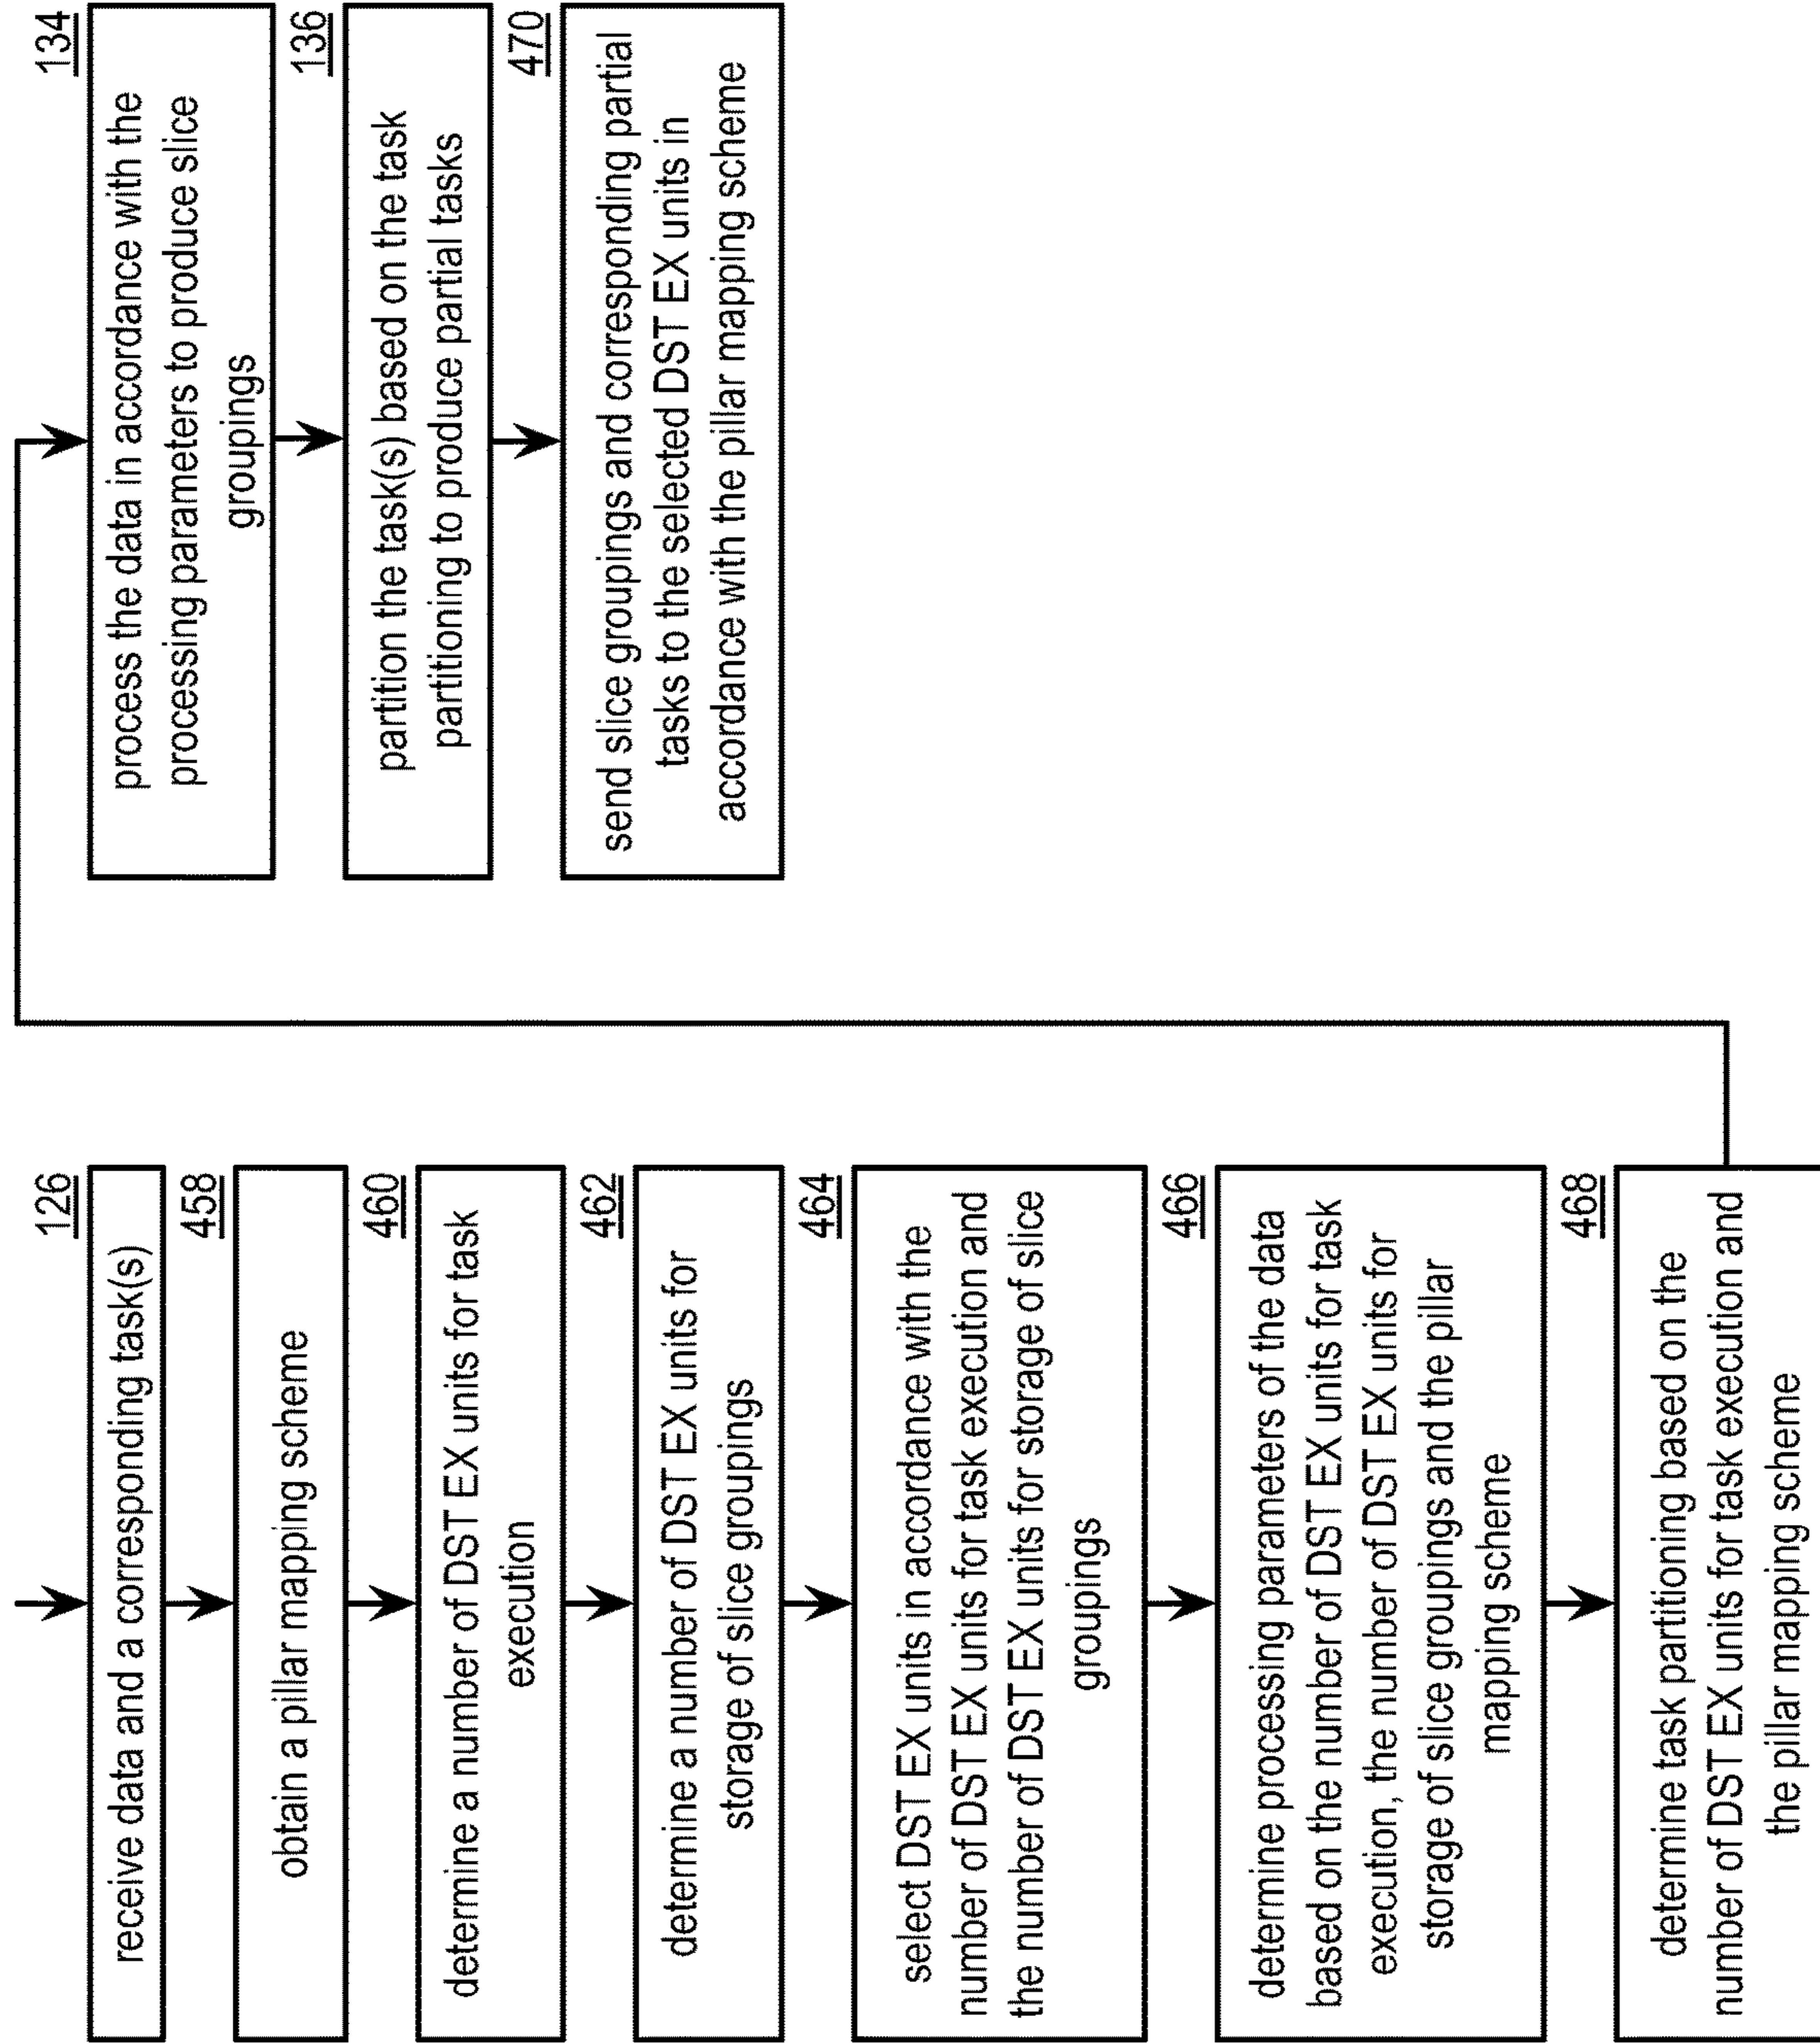 126
receive data and a corresponding task(s)
458
obtain a pillar mapping scheme
460
determine a number of DST EX units for task
execution
462
determine a number of DST EX units for
storage of slice groupings
464
select DST EX units in accordance with the
number of DST EX units for task execution and
the number of DST EX units for storage of slice
groupings
466
determine processing parameters of the data
based on the number of DST EX units for task
execution, the number of DST EX units for
storage of slice groupings and the pillar
mapping scheme
468
determine task partitioning based on the
number of DST EX units for task execution and
the pillar mapping scheme
134
process the data in accordance with the
processing parameters to produce slice
groupings
136
partition the task(s) based on the task
partitioning to produce partial tasks
470
send slice groupings and corresponding partial
tasks to the selected DST EX units in
accordance with the pillar mapping scheme